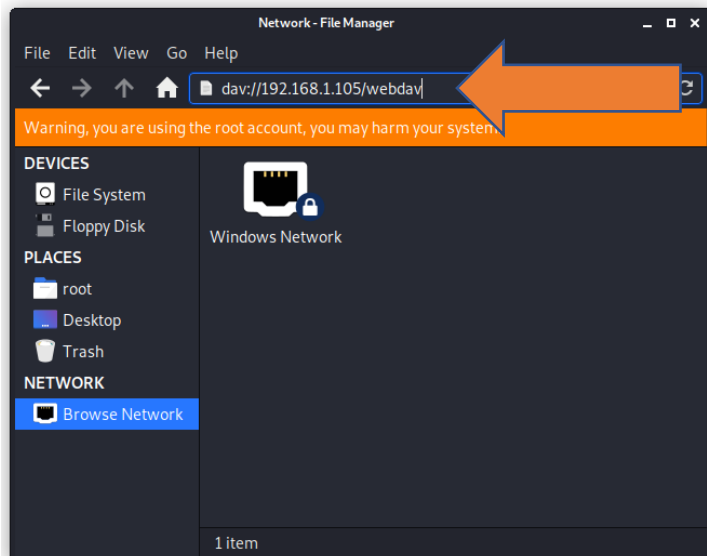 Network - File Manager
File Edit View Go Help
dav://192.168.1.105/webdav
Warning, you are using the root account, you may harm your system
DEVICES
File System
Floppy Disk
PLACES
root
Desktop
Trash
NETWORK
Browse Network
Windows Network
1 item